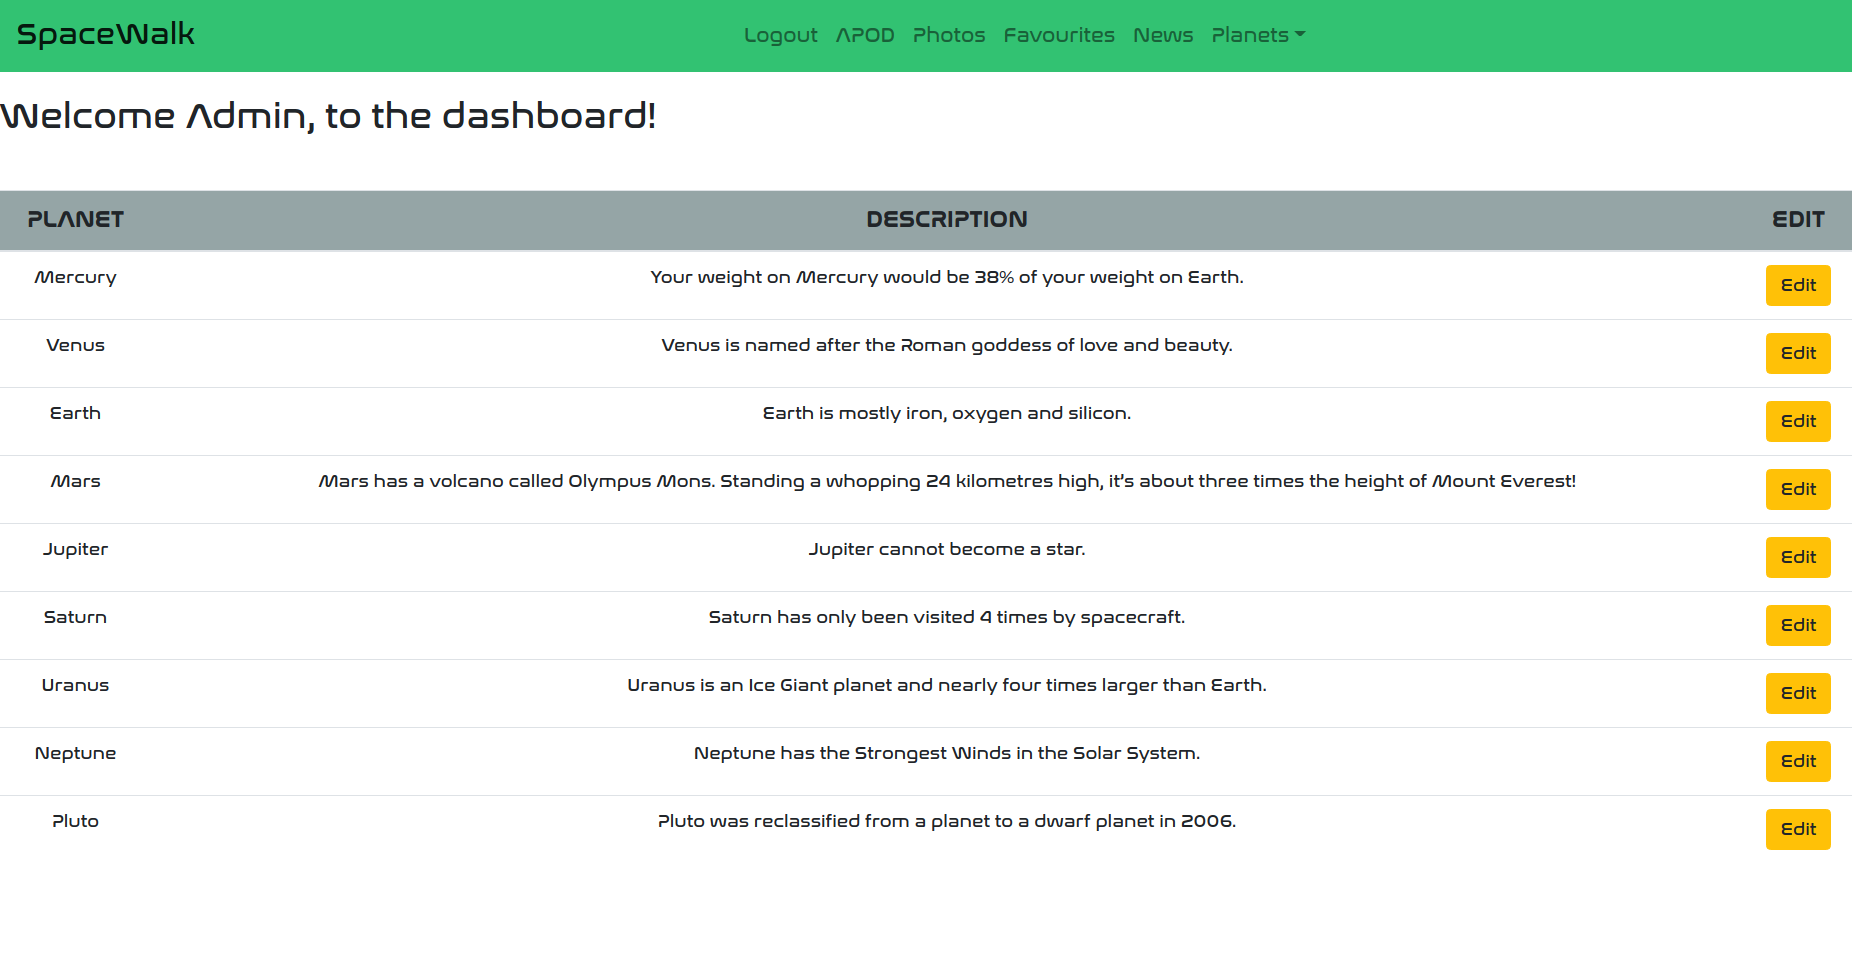 SpaceWalk Logout APOD Photos Favourites News Planets
Welcome Admin, to the dashboard!
PLANET DESCRIPTION EDIT
Mercury Your weight on Mercury would be 38% of your weight on Earth. Edit
Venus Venus is named after the Roman goddess of love and beauty. Edit
Earth Earth is mostly iron, oxygen and silicon. Edit
Mars Mars has a volcano called Olympus Mons. Standing a whopping 24 kilometres high, it's about three times the height of Mount Everest! Edit
Jupiter Jupiter cannot become a star. Edit
Saturn Saturn has only been visited 4 times by spacecraft. Edit
Uranus Uranus is an Ice Giant planet and nearly four times larger than Earth. Edit
Neptune Neptune has the Strongest Winds in the Solar System. Edit
Pluto Pluto was reclassified from a planet to a dwarf planet in 2006. Edit